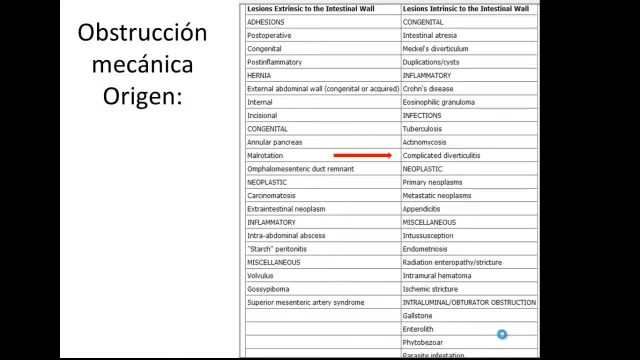 Obstrucción
mecánica
Origen:
Lesions Extrinsic to the Intestinal Wall Lesions Intrinsic to the Intestinal Wall
ADHESIONS CONGENITAL
Postoperative Intestinal atresia
Congenital Meckel's diverticulum
Postinflammatory Duplications/cysts
HERNIA INFLAMMATORY
External abdominal wall (congenital or acquired) Crohn's disease
Internal Eosinophilic granuloma
Incisional INFECTIONS
CONGENITAL Tuberculosis
Annular pancreas Actinomycosis
Malrotation Complicated diverticulitis
Omphalomesenteric duct remnant NEOPLASTIC
NEOPLASTIC Primary neoplasms
Carcinomatosis Metastatic neoplasms
Extraintestinal neoplasm Appendicitis
INFLAMMATORY MISCELLANEOUS
Intra-abdominal abscess Intussusception
"Starch" peritonitis Endometriosis
MISCELLANEOUS Radiation enteropathy/stricture
Volvulus Intramural hematoma
Gossypiboma Ischemic stricture
Superior mesenteric artery syndrome INTRALUMINAL/OBTURATOR OBSTRUCTION
Gallstone
Enterolith
Phytobezoar
Parasite infestation